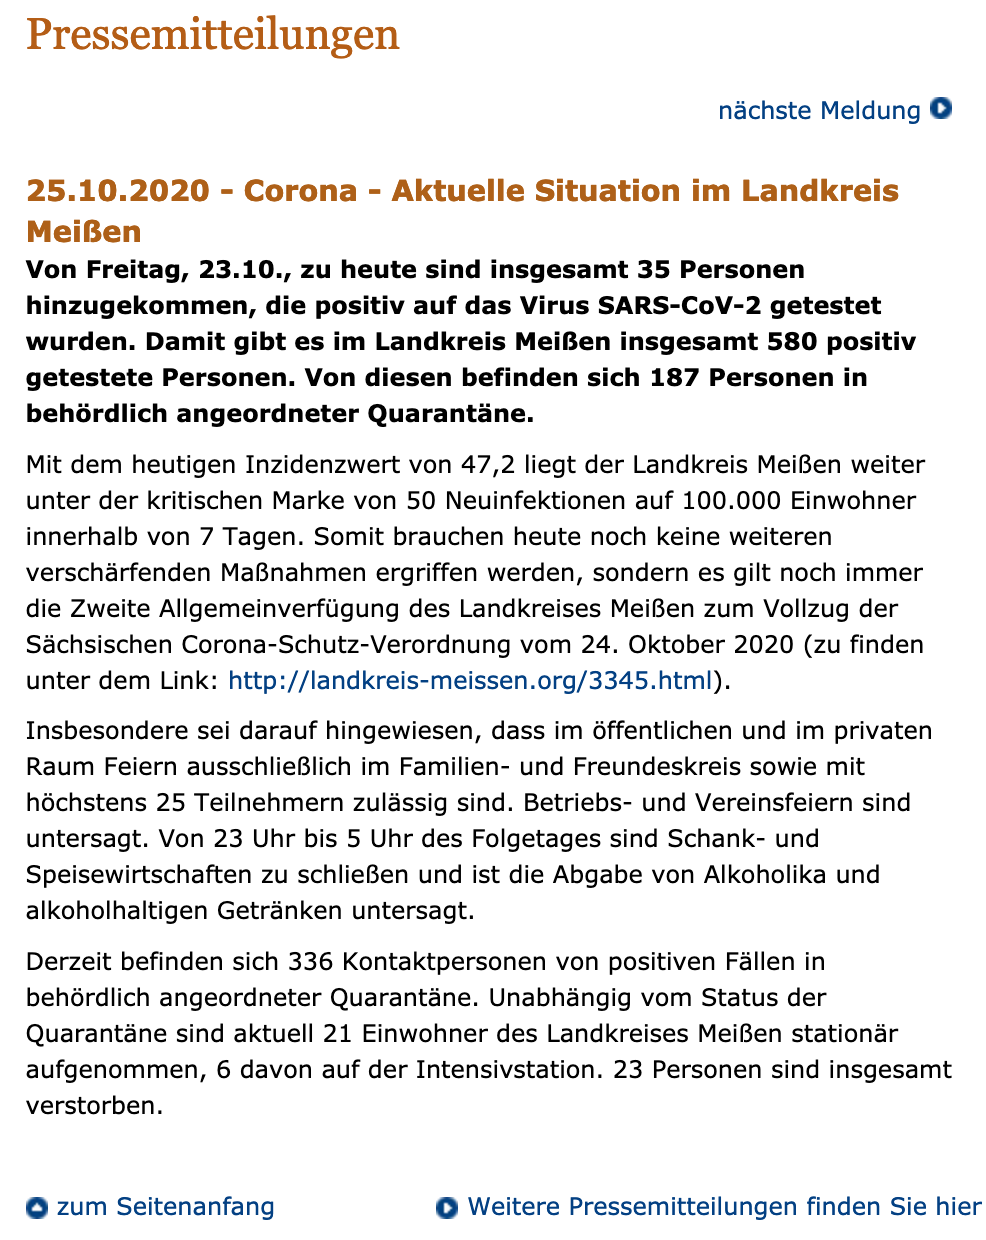 Pressemitteilungen
nächste Meldung
25.10.2020 - Corona - Aktuelle Situation im Landkreis
Meißen
Von Freitag, 23.10., zu heute sind insgesamt 35 Personen
hinzugekommen, die positiv auf das Virus SARS-CoV-2 getestet
wurden. Damit gibt es im Landkreis Meißen insgesamt 580 positiv
getestete Personen. Von diesen befinden sich 187 Personen in
behördlich angeordneter Quarantäne.
Mit dem heutigen Inzidenzwert von 47,2 liegt der Landkreis Meißen weiter
unter der kritischen Marke von 50 Neuinfektionen auf 100.000 Einwohner
innerhalb von 7 Tagen. Somit brauchen heute noch keine weiteren
verschärfenden Maßnahmen ergriffen werden, sondern es gilt noch immer
die Zweite Allgemeinverfügung des Landkreises Meißen zum Vollzug der
Sächsischen Corona-Schutz-Verordnung vom 24. Oktober 2020 (zu finden
unter dem Link: http://landkreis-meissen.org/3345.html).
Insbesondere sei darauf hingewiesen, dass im öffentlichen und im privaten
Raum Feiern ausschließlich im Familien- und Freundeskreis sowie mit
höchstens 25 Teilnehmern zulässig sind. Betriebs- und Vereinsfeiern sind
untersagt. Von 23 Uhr bis 5 Uhr des Folgetages sind Schank- und
Speisewirtschaften zu schließen und ist die Abgabe von Alkoholika und
alkoholhaltigen Getränken untersagt.
Derzeit befinden sich 336 Kontaktpersonen von positiven Fällen in
behördlich angeordneter Quarantäne. Unabhängig vom Status der
Quarantäne sind aktuell 21 Einwohner des Landkreises Meißen stationär
aufgenommen, 6 davon auf der Intensivstation. 23 Personen sind insgesamt
verstorben.
zum Seitenanfang
Weitere Pressemitteilungen finden Sie hier